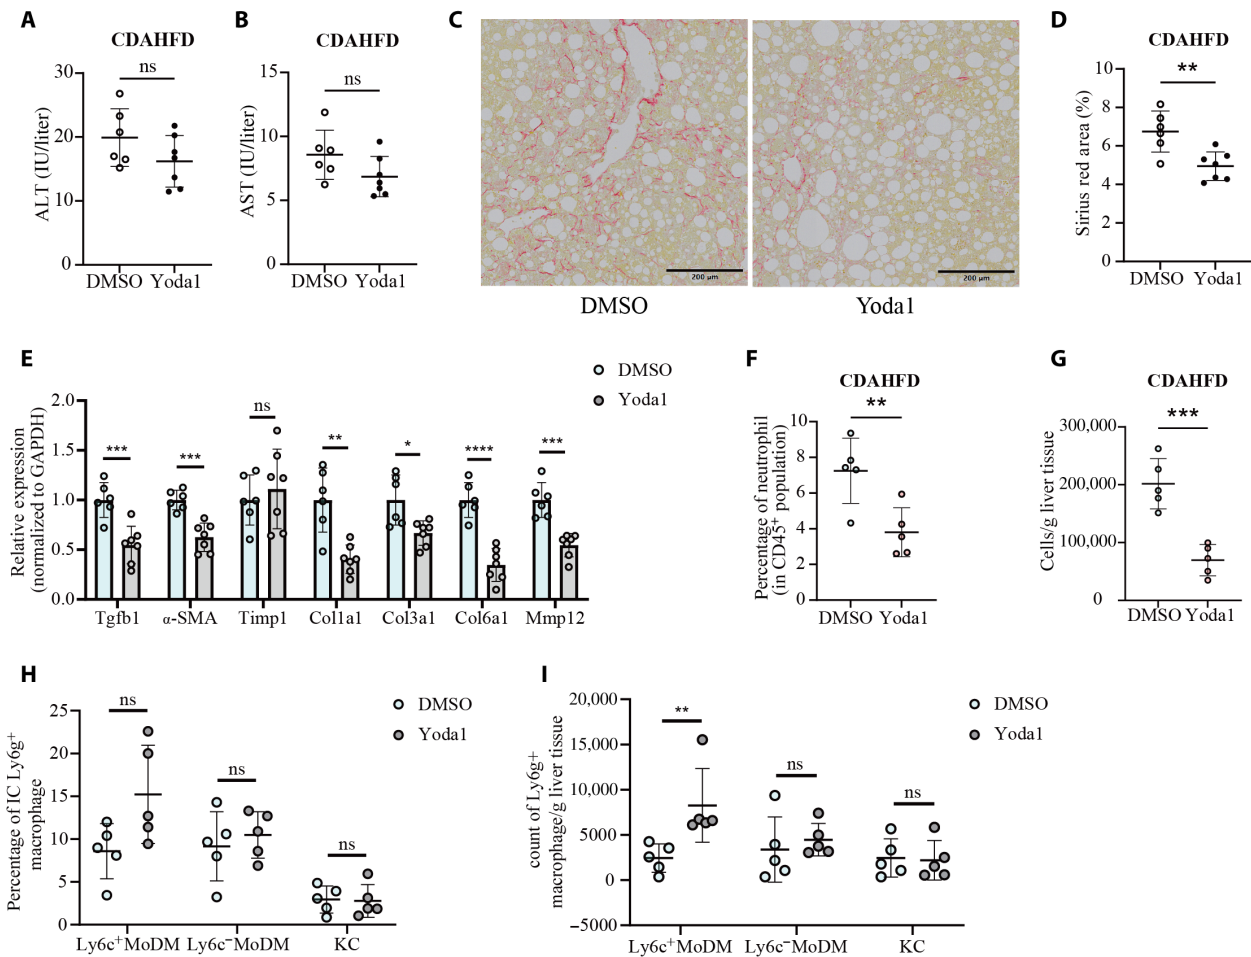 A
CDAHFD
ALT (IU/liter)
30
20
10
0
ns
DMSO Yoda1
B
CDAHFD
AST (IU/liter)
15
10
5
0
ns
DMSO Yoda1
C
200 μm
200 μm
DMSO
Yoda1
D
CDAHFD
Sirius red area (%)
10
8
6
4
2
0
**
DMSO Yoda1
E
DMSO
Yoda1
Relative expression
(normalized to GAPDH)
2.0
1.5
1.0
0.5
0.0
***
***
ns
**
*
****
***
Tgfb1 α-SMA Timp1 Col1a1 Col3a1 Col6a1 Mmp12
F
CDAHFD
Percentage of neutrophil
(in CD45+ population)
10
8
6
4
2
0
**
DMSO Yoda1
G
CDAHFD
Cells/g liver tissue
300,000
200,000
100,000
0
***
DMSO Yoda1
H
DMSO
Yoda1
Percentage of IC Ly6g+
macrophage
25
20
15
10
5
0
ns
ns
ns
Ly6c+MoDM Ly6c−MoDM KC
I
DMSO
Yoda1
count of Ly6g+
macrophage/g liver tissue
20,000
15,000
10,000
5000
0
−5000
**
ns
ns
Ly6c+MoDM Ly6c−MoDM KC